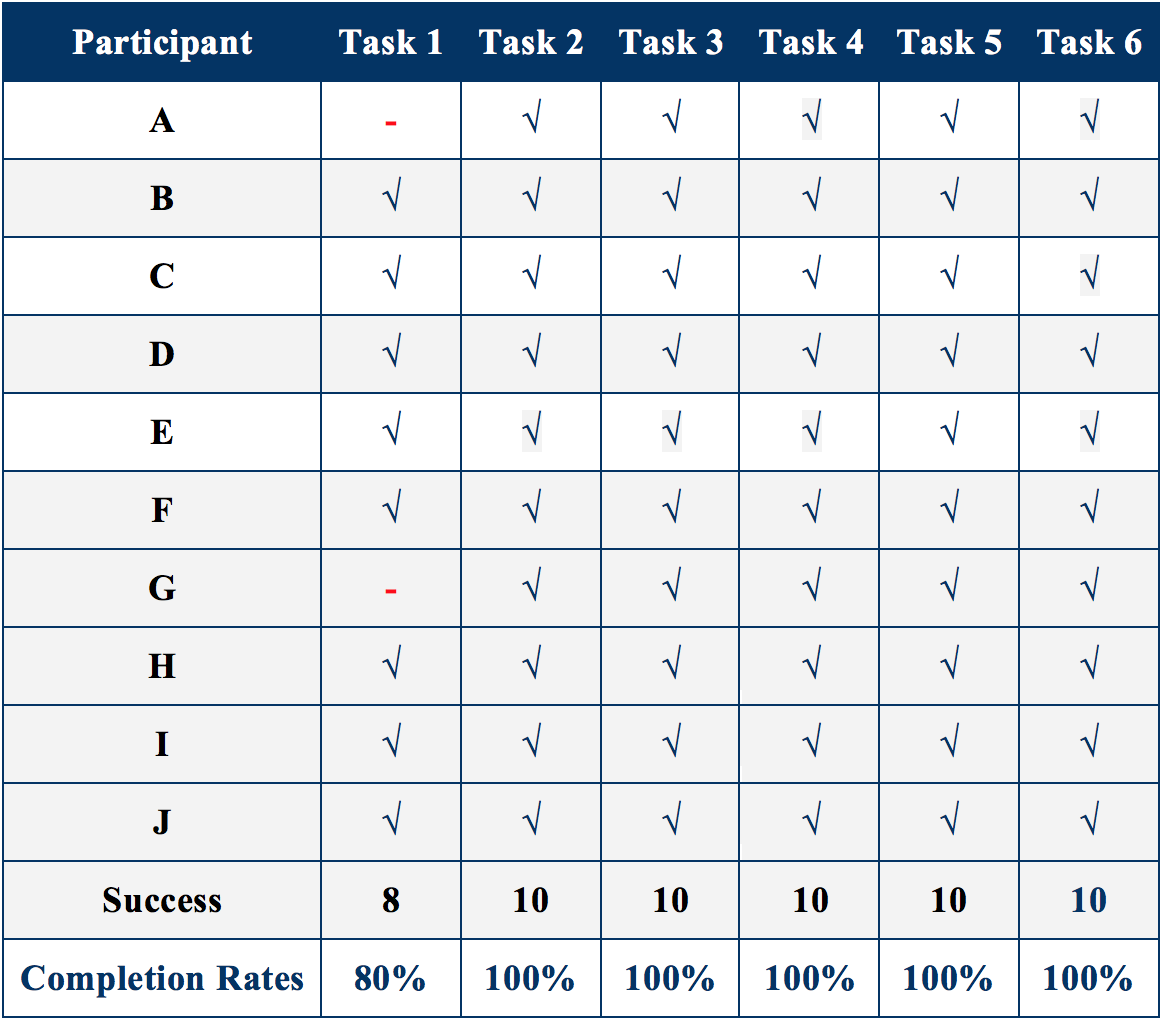 Participant Task 1 Task 2 Task 3 Task 4 Task 5 Task 6
A - √ √ √ √ √
B √ √ √ √ √ √
C √ √ √ √ √ √
D √ √ √ √ √ √
E √ √ √ √ √ √
F √ √ √ √ √ √
G - √ √ √ √ √
H √ √ √ √ √ √
I √ √ √ √ √ √
J √ √ √ √ √ √
Success 8 10 10 10 10 10
Completion Rates 80% 100% 100% 100% 100% 100%